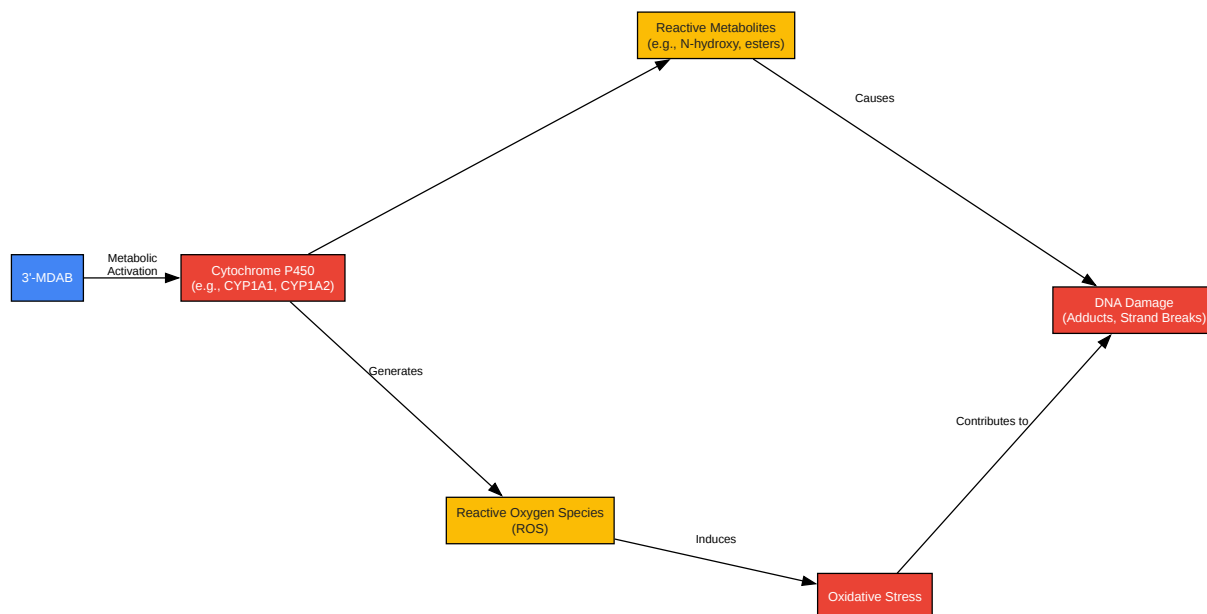 Reactive Metabolites
(e.g., N-hydroxy, esters)
Causes
Metabolic
Activation
3'-MDAB
Cytochrome P450
(e.g., CYP1A1, CYP1A2)
DNA Damage
(Adducts, Strand Breaks)
Generates
Contributes to
Reactive Oxygen Species
(ROS)
Induces
Oxidative Stress